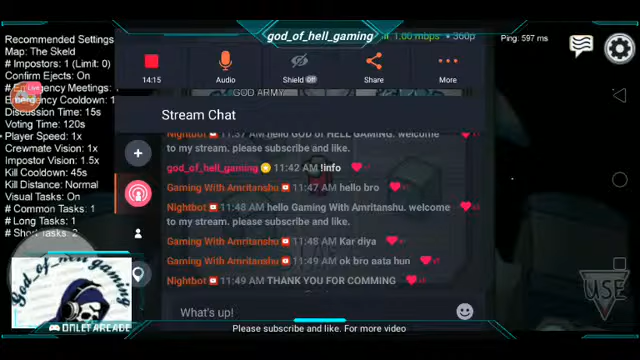 god_of_hell_gaming
1.00 mbps • 360p
Ping: 597 ms
Recommended Settings
Map: The Skeld
# Impostors: 1 (Limit: 0)
Confirm Ejects: On
# Emergency Meetings: 1
Emergency Cooldown: 1
Discussion Time: 15s
Voting Time: 120s
Player Speed: 1x
Crewmate Vision: 1x
Impostor Vision: 1.5x
Kill Cooldown: 45s
Kill Distance: Normal
Visual Tasks: On
# Common Tasks: 1
# Long Tasks: 1
# Short Tasks: 2
Live
14:15
Audio
Shield Off
Share
More
GOD ARMY
Stream Chat
Nightbot 11:37 AM hello GOD of HELL GAMING. welcome
to my stream. please subscribe and like.
god_of_hell_gaming 11:42 AM !info
Gaming With Amritanshu 11:47 AM hello bro
Nightbot 11:48 AM hello Gaming With Amritanshu. welcome
to my stream. please subscribe and like.
Gaming With Amritanshu 11:48 AM Kar diya
Gaming With Amritanshu 11:49 AM ok bro aata hun
Nightbot 11:49 AM THANK YOU FOR COMMING
What's up!
USE
God_of_hell gaming
OMLET ARCADE
Please subscribe and like. For more video